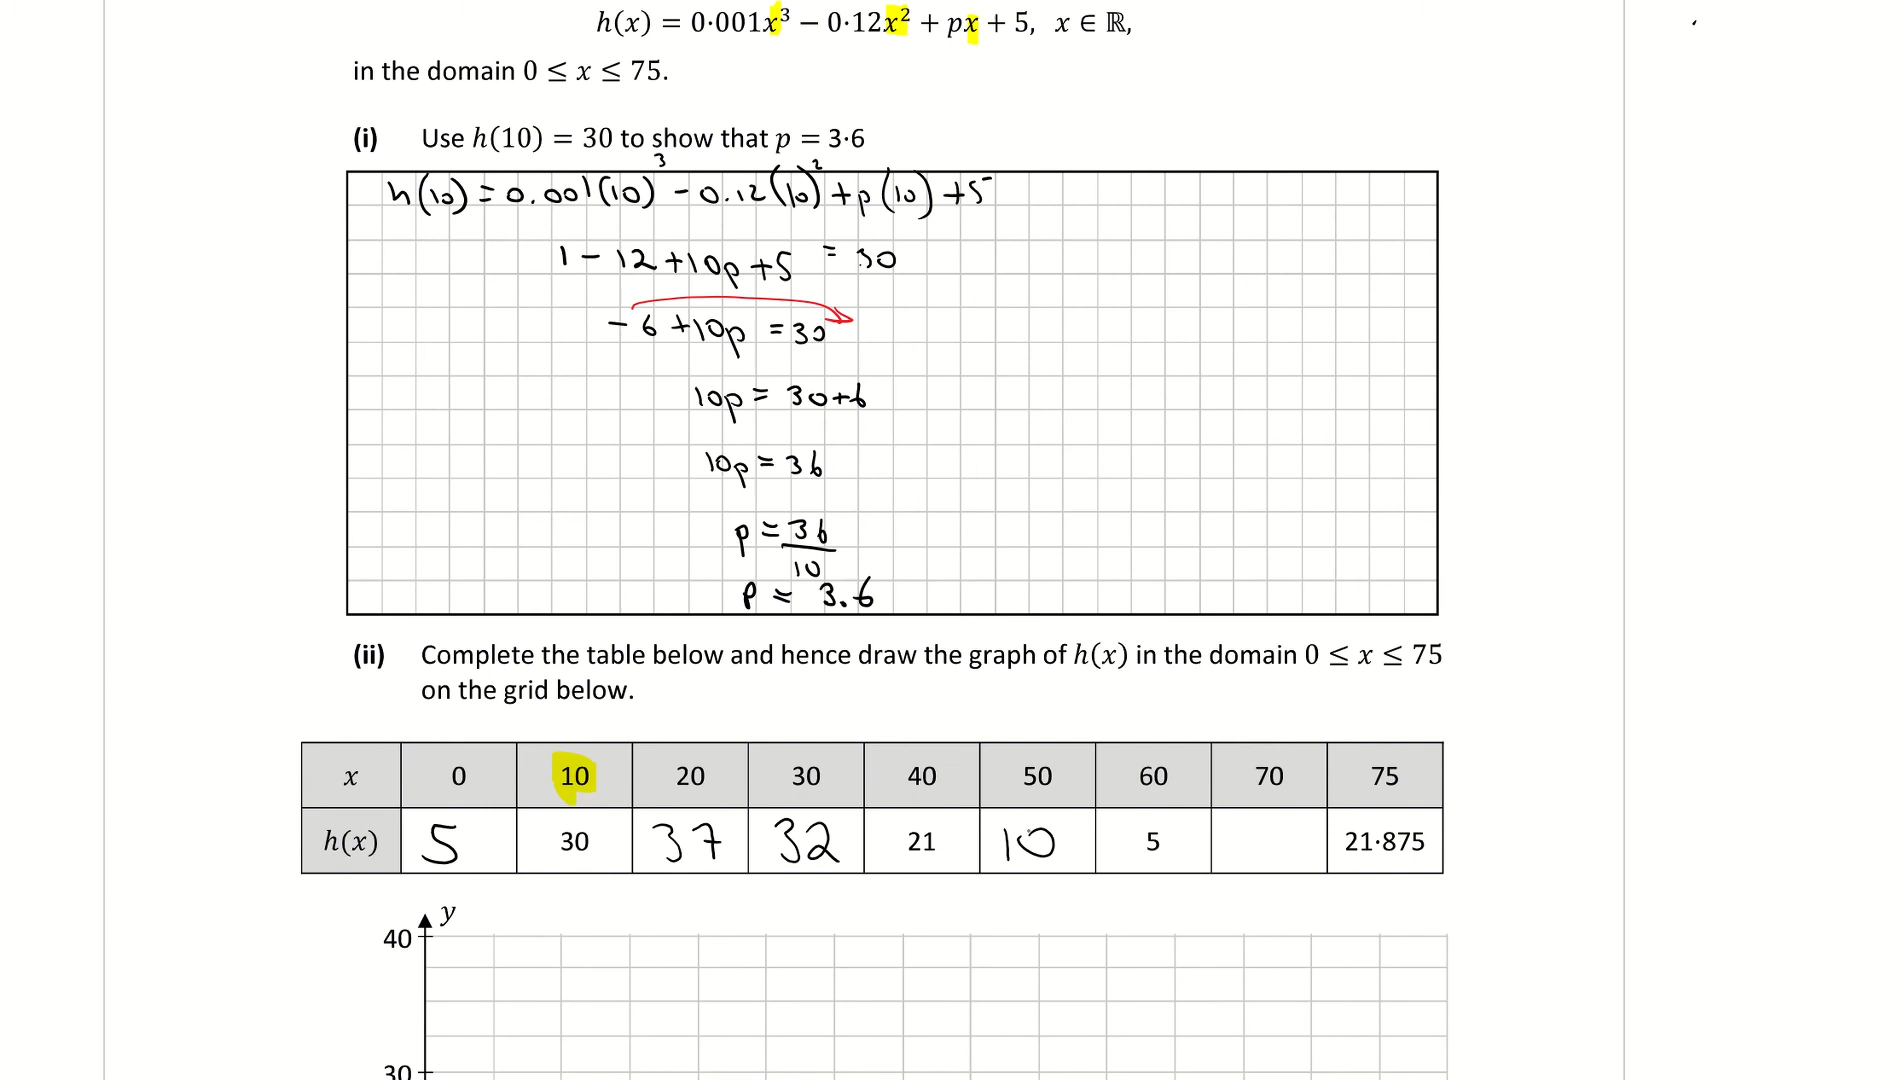 h(x) = 0·001x³ − 0·12x² + px + 5, x ∈ ℝ,
in the domain 0 ≤ x ≤ 75.
(i) Use h(10) = 30 to show that p = 3·6
h(10) = 0.001(10)³ - 0.12(10)² + p(10) + 5
1 - 12 + 10p + 5 = 30
- 6 + 10p = 30
10p = 30+6
10p = 36
p = 36
10
p = 3.6
(ii) Complete the table below and hence draw the graph of h(x) in the domain 0 ≤ x ≤ 75
on the grid below.
x 0 10 20 30 40 50 60 70 75
h(x) 5 30 37 32 21 10 5 21·875
y
40
30